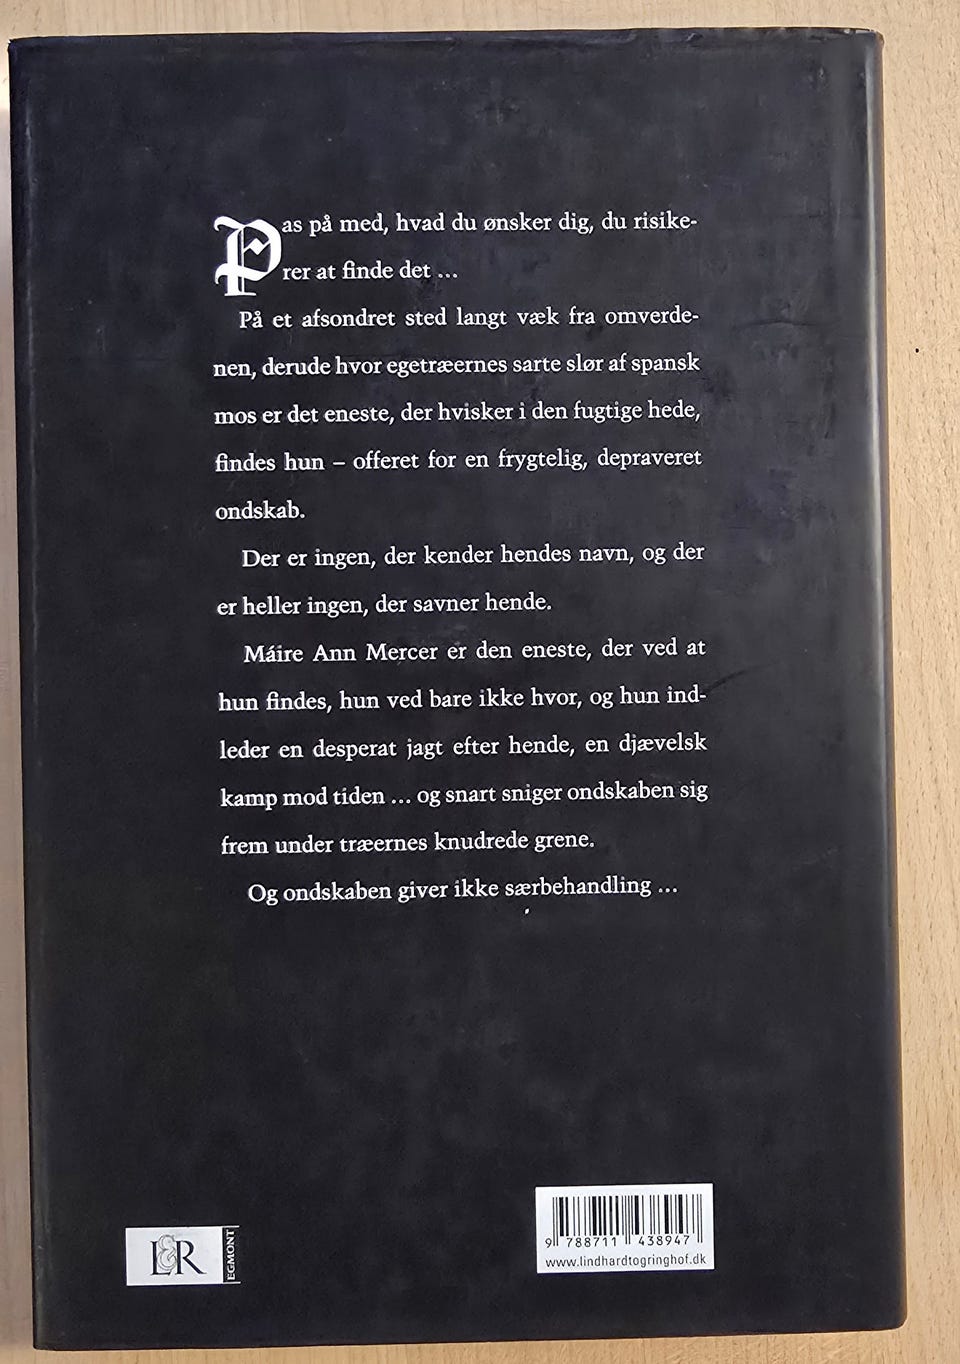 Pas på med, hvad du ønsker dig, du risike-
rer at finde det ...
På et afsondret sted langt væk fra omverde-
nen, derude hvor egetræernes sarte slør af spansk
mos er det eneste, der hvisker i den fugtige hede,
findes hun – offeret for en frygtelig, depraveret
ondskab.
Der er ingen, der kender hendes navn, og der
er heller ingen, der savner hende.
Máire Ann Mercer er den eneste, der ved at
hun findes, hun ved bare ikke hvor, og hun ind-
leder en desperat jagt efter hende, en djævelsk
kamp mod tiden ... og snart sniger ondskaben sig
frem under træernes knudrede grene.
Og ondskaben giver ikke særbehandling ...
L&R
EGMONT
9 788711 438947
www.lindhardtogringhof.dk